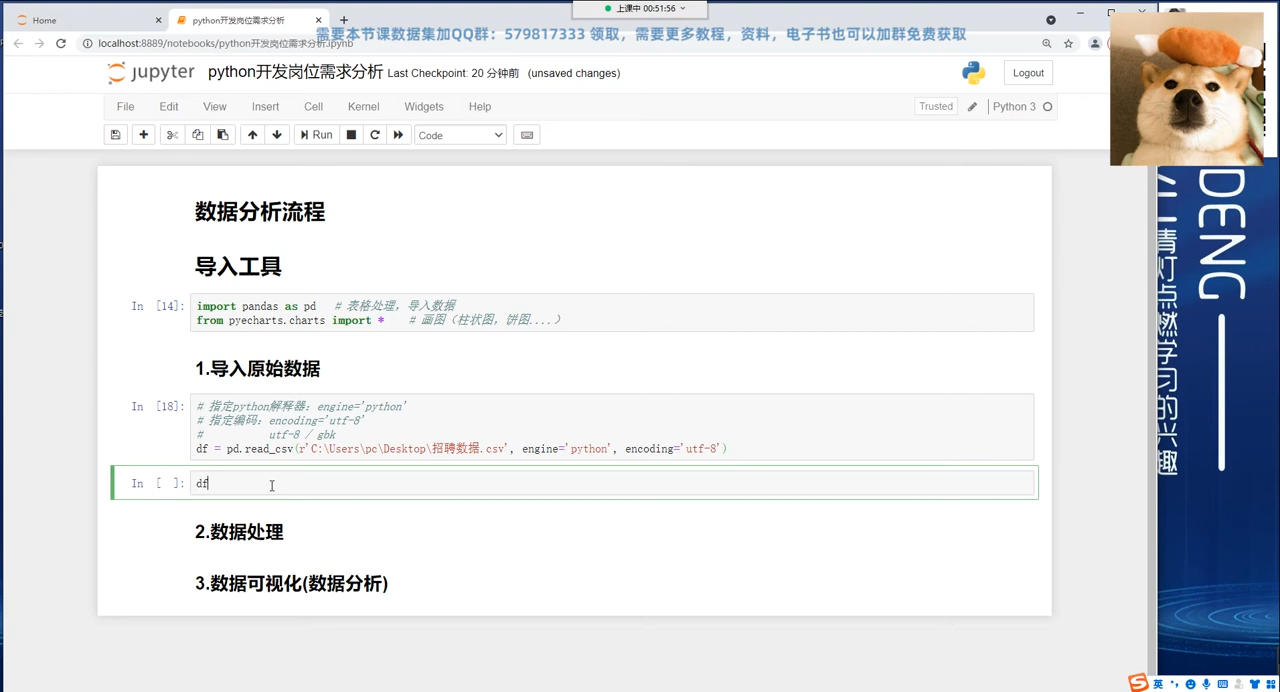 上课中 00:51:56
Home
python开发岗位需求分析
需要本节课数据集加QQ群：579817333 领取，需要更多教程，资料，电子书也可以加群免费获取
localhost:8889/notebooks/python开发岗位需求分析.ipynb
jupyter python开发岗位需求分析 Last Checkpoint: 20 分钟前 (unsaved changes)
Logout
File Edit View Insert Cell Kernel Widgets Help
Trusted
Python 3
Run
Code
数据分析流程
导入工具
In [14]:
import pandas as pd # 表格处理，导入数据
from pyecharts.charts import * # 画图（柱状图，饼图....）
1.导入原始数据
In [18]:
# 指定python解释器：engine='python'
# 指定编码：encoding='utf-8'
# utf-8 / gbk
df = pd.read_csv(r'C:\Users\pc\Desktop\招聘数据.csv', engine='python', encoding='utf-8')
In [ ]:
df
2.数据处理
3.数据可视化(数据分析)
DENG
青灯点燃学习的兴趣
英